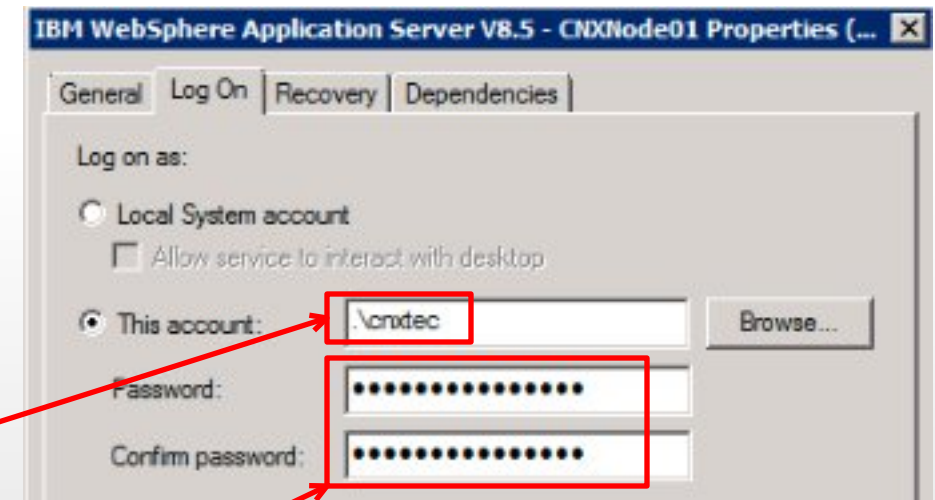 IBM WebSphere Application Server V8.5 - CNXNode01 Properties (...
General Log On Recovery Dependencies
Log on as:
Local System account
Allow service to interact with desktop
This account: .\cnxtec Browse...
Password: •••••••••••••••
Confirm password: •••••••••••••••